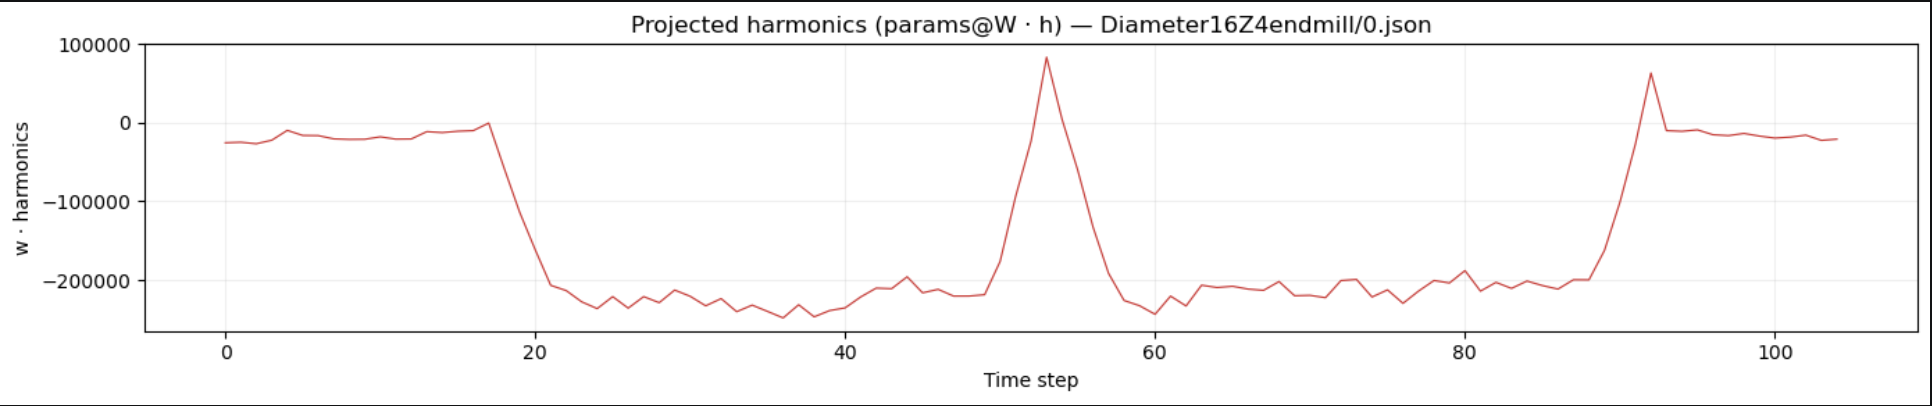 Projected harmonics (params@W · h) — Diameter16Z4endmill/0.json
100000
0
−100000
−200000
w · harmonics
0 20 40 60 80 100
Time step